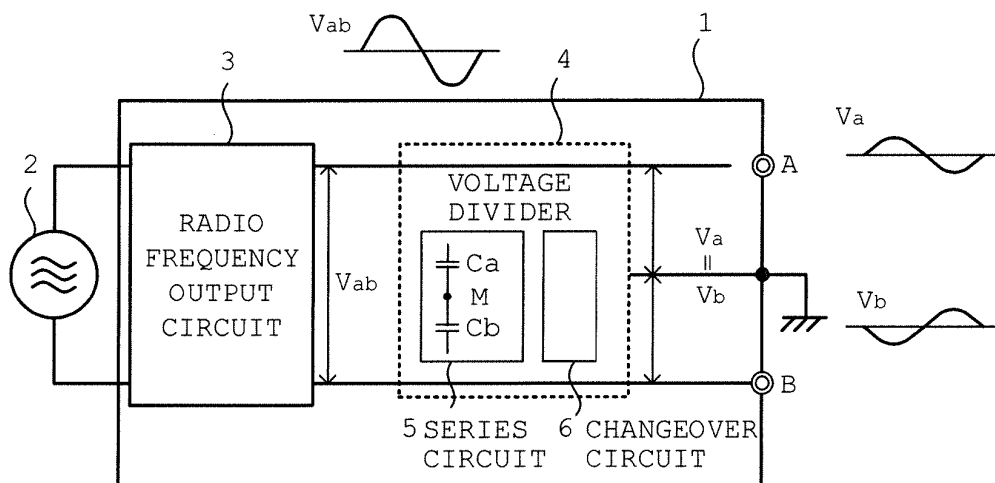 Vab
1
3
4
Va
2
A
VOLTAGE
DIVIDER
RADIO
FREQUENCY
OUTPUT
CIRCUIT
Vab
Ca
M
Cb
Va
=
Vb
Vb
B
5 SERIES
CIRCUIT
6 CHANGEOVER
CIRCUIT